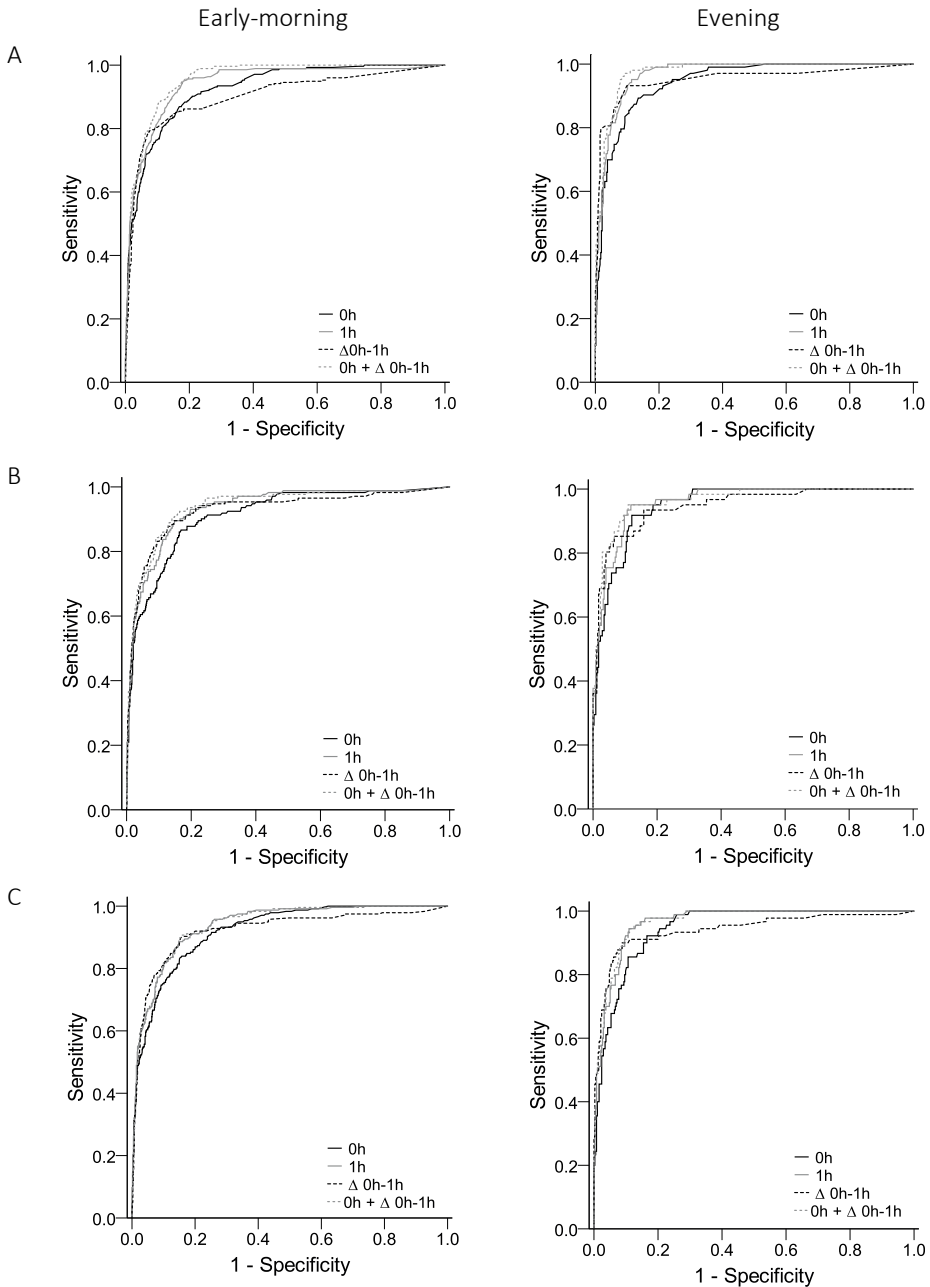 Early-morning
Evening
A
1.0
0.8
0.6
0.4
0.2
0.0
Sensitivity
0h
1h
Δ0h-1h
0h + Δ 0h-1h
0.0 0.2 0.4 0.6 0.8 1.0
1 - Specificity
1.0
0.8
0.6
0.4
0.2
0.0
Sensitivity
0h
1h
Δ 0h-1h
0h + Δ 0h-1h
0.0 0.2 0.4 0.6 0.8 1.0
1 - Specificity
B
1.0
0.8
0.6
0.4
0.2
0.0
Sensitivity
0h
1h
Δ 0h-1h
0h + Δ 0h-1h
0.0 0.2 0.4 0.6 0.8 1.0
1 - Specificity
1.0
0.8
0.6
0.4
0.2
0.0
Sensitivity
0h
1h
Δ 0h-1h
0h + Δ 0h-1h
0.0 0.2 0.4 0.6 0.8 1.0
1 - Specificity
C
1.0
0.8
0.6
0.4
0.2
0.0
Sensitivity
0h
1h
Δ 0h-1h
0h + Δ 0h-1h
0.0 0.2 0.4 0.6 0.8 1.0
1 - Specificity
1.0
0.8
0.6
0.4
0.2
0.0
Sensitivity
0h
1h
Δ 0h-1h
0h + Δ 0h-1h
0.0 0.2 0.4 0.6 0.8 1.0
1 - Specificity